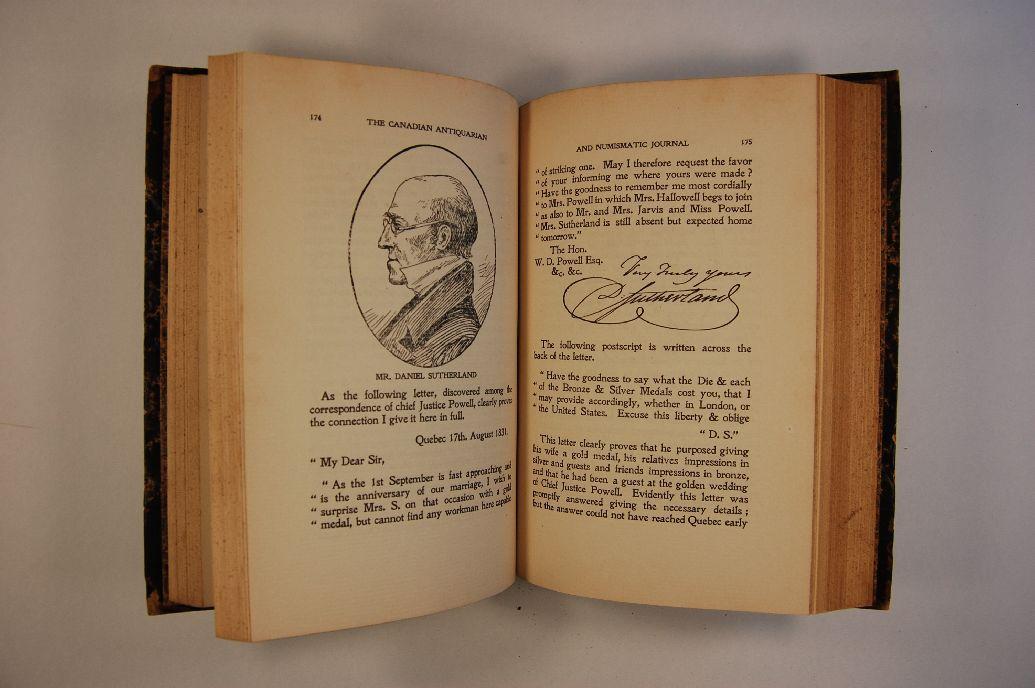 174
THE CANADIAN ANTIQUARIAN
MR. DANIEL SUTHERLAND
As the following letter, discovered among the
correspondence of chief Justice Powell, clearly proves
the connection I give it here in full.
Quebec 17th. August 1831.
“ My Dear Sir,
“ As the 1st September is fast approaching and
“ is the anniversary of our marriage, I wish to
“ surprise Mrs. S. on that occasion with a gold
“ medal, but cannot find any workman here capable
AND NUMISMATIC JOURNAL
175
“ of striking one. May I therefore request the favor
“ of your informing me where yours were made ?
“ Have the goodness to remember me most cordially
“ to Mrs. Powell in which Mrs. Hallowell begs to join
“ as also to Mr. and Mrs. Jarvis and Miss Powell.
“ Mrs. Sutherland is still absent but expected home
“ tomorrow.”
The Hon.
W. D. Powell Esq.
&c. &c.
Very Truly yours
D Sutherland
The following postscript is written across the
back of the letter.
“ Have the goodness to say what the Die & each
“ of the Bronze & Silver Medals cost you, that I
“ may provide accordingly, whether in London, or
“ the United States. Excuse this liberty & oblige
“ D. S.”
This letter clearly proves that he purposed giving
his wife a gold medal, his relatives impressions in
silver and guests and friends impressions in bronze,
and that he had been a guest at the golden wedding
of Chief Justice Powell. Evidently this letter was
promptly answered giving the necessary details ;
but the answer could not have reached Quebec early